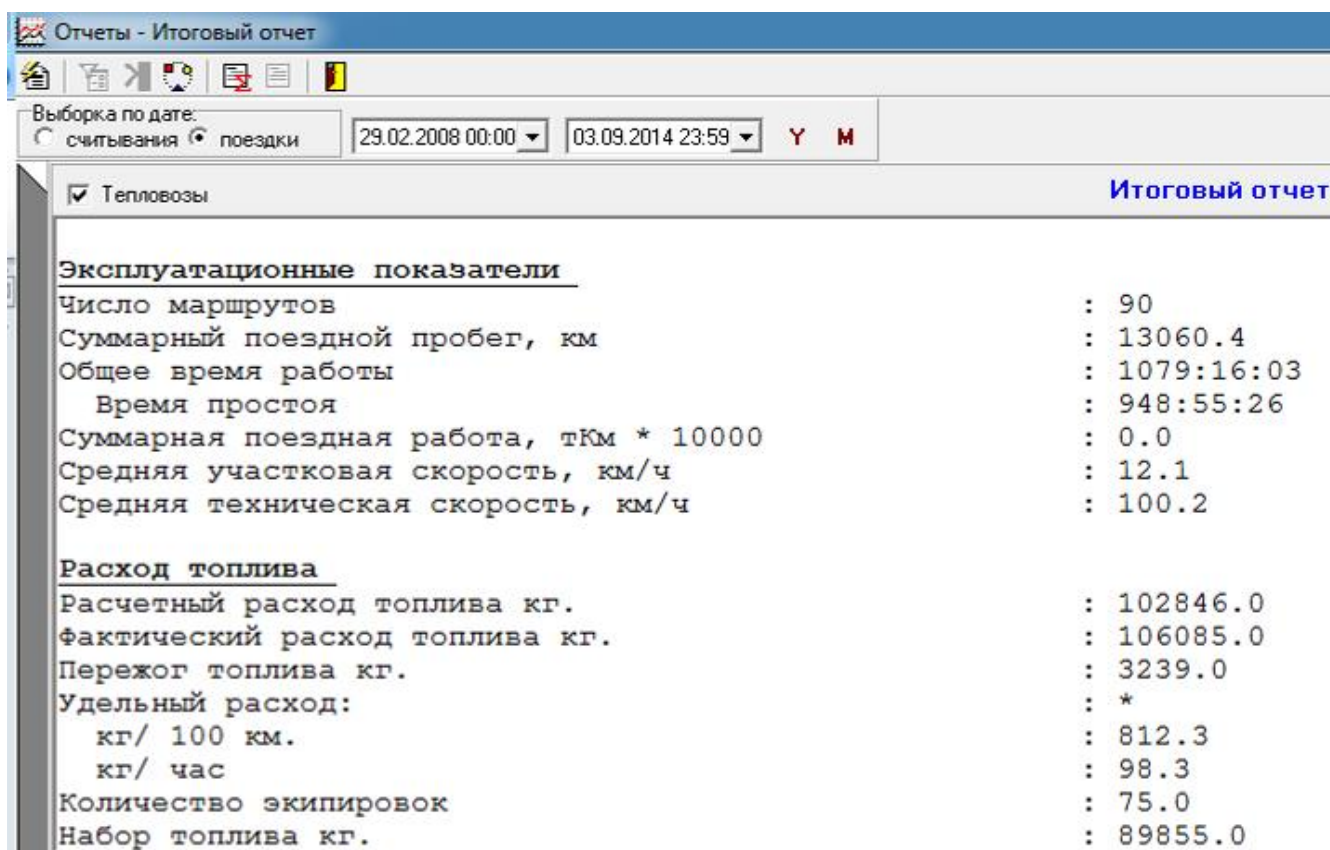 Отчеты - Итоговый отчет
Выборка по дате:
считывания поездки 29.02.2008 00:00 03.09.2014 23:59 Y M
Тепловозы Итоговый отчет
Эксплуатационные показатели
Число маршрутов : 90
Суммарный поездной пробег, км : 13060.4
Общее время работы : 1079:16:03
Время простоя : 948:55:26
Суммарная поездная работа, тКм * 10000 : 0.0
Средняя участковая скорость, км/ч : 12.1
Средняя техническая скорость, км/ч : 100.2
Расход топлива
Расчетный расход топлива кг. : 102846.0
Фактический расход топлива кг. : 106085.0
Пережог топлива кг. : 3239.0
Удельный расход: : *
кг/ 100 км. : 812.3
кг/ час : 98.3
Количество экипировок : 75.0
Набор топлива кг. : 89855.0